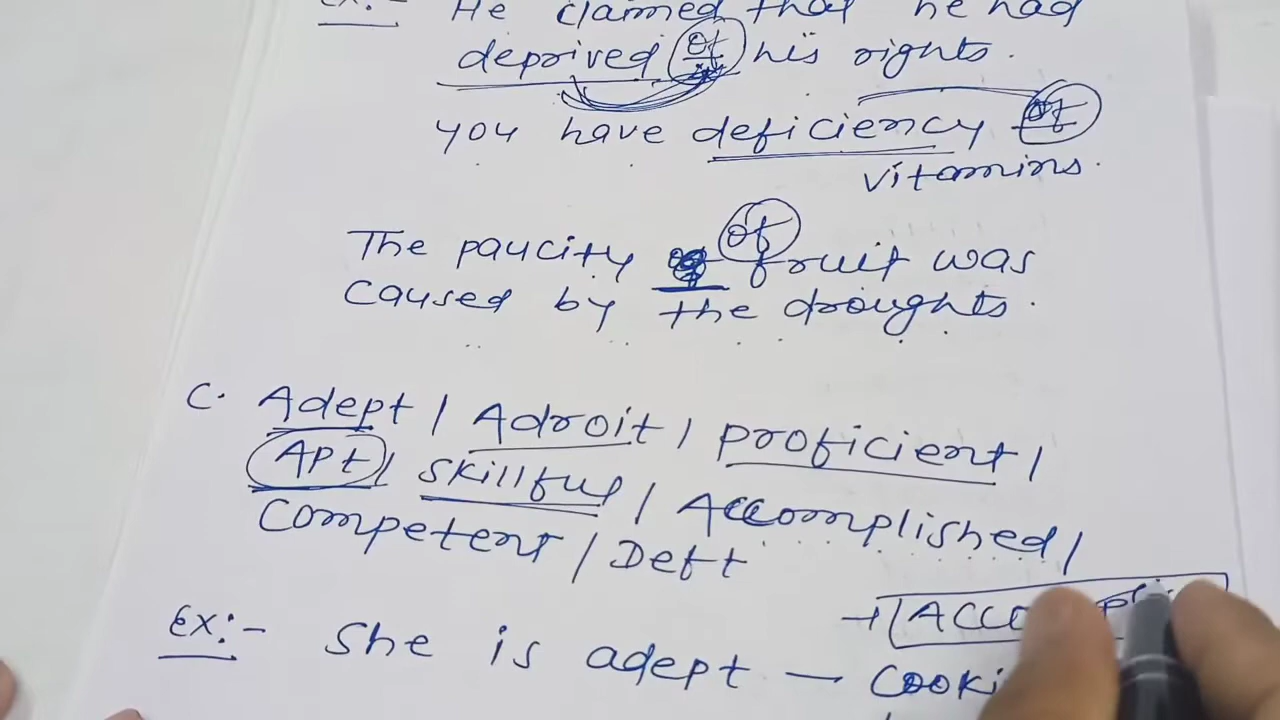 Ex:- He claimed that he had
deprived of his rights.
you have deficiency of
vitamins.
The paucity of fruit was
caused by the droughts.
C. Adept / Adroit / proficient /
Apt / skillful / Accomplished /
Competent / Deft
Ex:- She is adept —